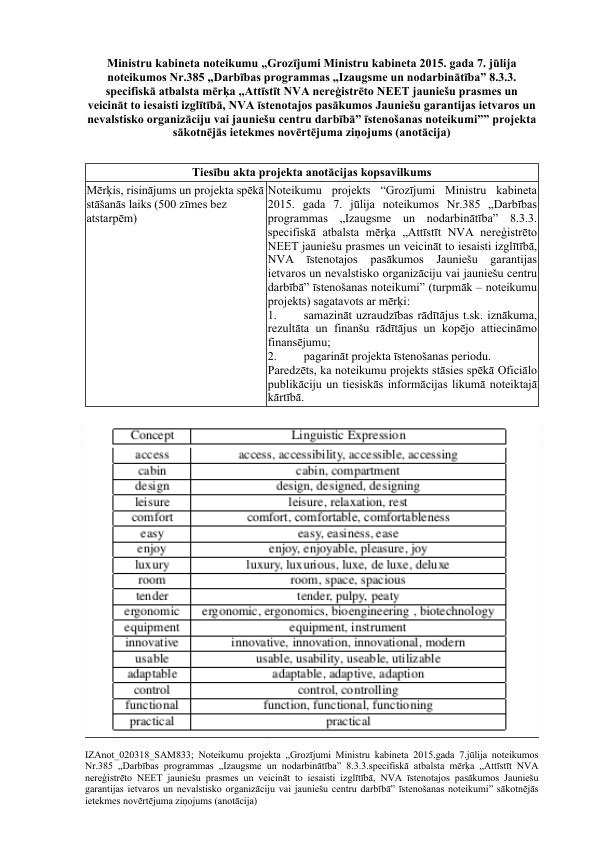 Ministru kabineta noteikumu „Grozījumi Ministru kabineta 2015. gada 7. jūlija
noteikumos Nr.385 „Darbības programmas „Izaugsme un nodarbinātība” 8.3.3.
specifiskā atbalsta mērķa „Attīstīt NVA nereģistrēto NEET jauniešu prasmes un
veicināt to iesaisti izglītībā, NVA īstenotajos pasākumos Jauniešu garantijas ietvaros un
nevalstisko organizāciju vai jauniešu centru darbībā” īstenošanas noteikumi”” projekta
sākotnējās ietekmes novērtējuma ziņojums (anotācija)
Tiesību akta projekta anotācijas kopsavilkums
Mērķis, risinājums un projekta spēkā
stāšanās laiks (500 zīmes bez
atstarpēm)
Noteikumu projekts “Grozījumi Ministru kabineta
2015. gada 7. jūlija noteikumos Nr.385 „Darbības
programmas „Izaugsme un nodarbinātība” 8.3.3.
specifiskā atbalsta mērķa „Attīstīt NVA nereģistrēto
NEET jauniešu prasmes un veicināt to iesaisti izglītībā,
NVA īstenotajos pasākumos Jauniešu garantijas
ietvaros un nevalstisko organizāciju vai jauniešu centru
darbībā” īstenošanas noteikumi” (turpmāk – noteikumu
projekts) sagatavots ar mērķi:
1. samazināt uzraudzības rādītājus t.sk. iznākuma,
rezultāta un finanšu rādītājus un kopējo attiecināmo
finansējumu;
2. pagarināt projekta īstenošanas periodu.
Paredzēts, ka noteikumu projekts stāsies spēkā Oficiālo
publikāciju un tiesiskās informācijas likumā noteiktajā
kārtībā.
Concept Linguistic Expression
access access, accessibility, accessible, accessing
cabin cabin, compartment
design design, designed, designing
leisure leisure, relaxation, rest
comfort comfort, comfortable, comfortableness
easy easy, easiness, ease
enjoy enjoy, enjoyable, pleasure, joy
luxury luxury, luxurious, luxe, de luxe, deluxe
room room, space, spacious
tender tender, pulpy, peaty
ergonomic ergonomic, ergonomics, bioengineering , biotechnology
equipment equipment, instrument
innovative innovative, innovation, innovational, modern
usable usable, usability, useable, utilizable
adaptable adaptable, adaptive, adaption
control control, controlling
functional function, functional, functioning
practical practical
IZAnot_020318_SAM833; Noteikumu projekta „Grozījumi Ministru kabineta 2015.gada 7.jūlija noteikumos
Nr.385 „Darbības programmas „Izaugsme un nodarbinātība” 8.3.3.specifiskā atbalsta mērķa „Attīstīt NVA
nereģistrēto NEET jauniešu prasmes un veicināt to iesaisti izglītībā, NVA īstenotajos pasākumos Jauniešu
garantijas ietvaros un nevalstisko organizāciju vai jauniešu centru darbībā” īstenošanas noteikumi” sākotnējās
ietekmes novērtējuma ziņojums (anotācija)